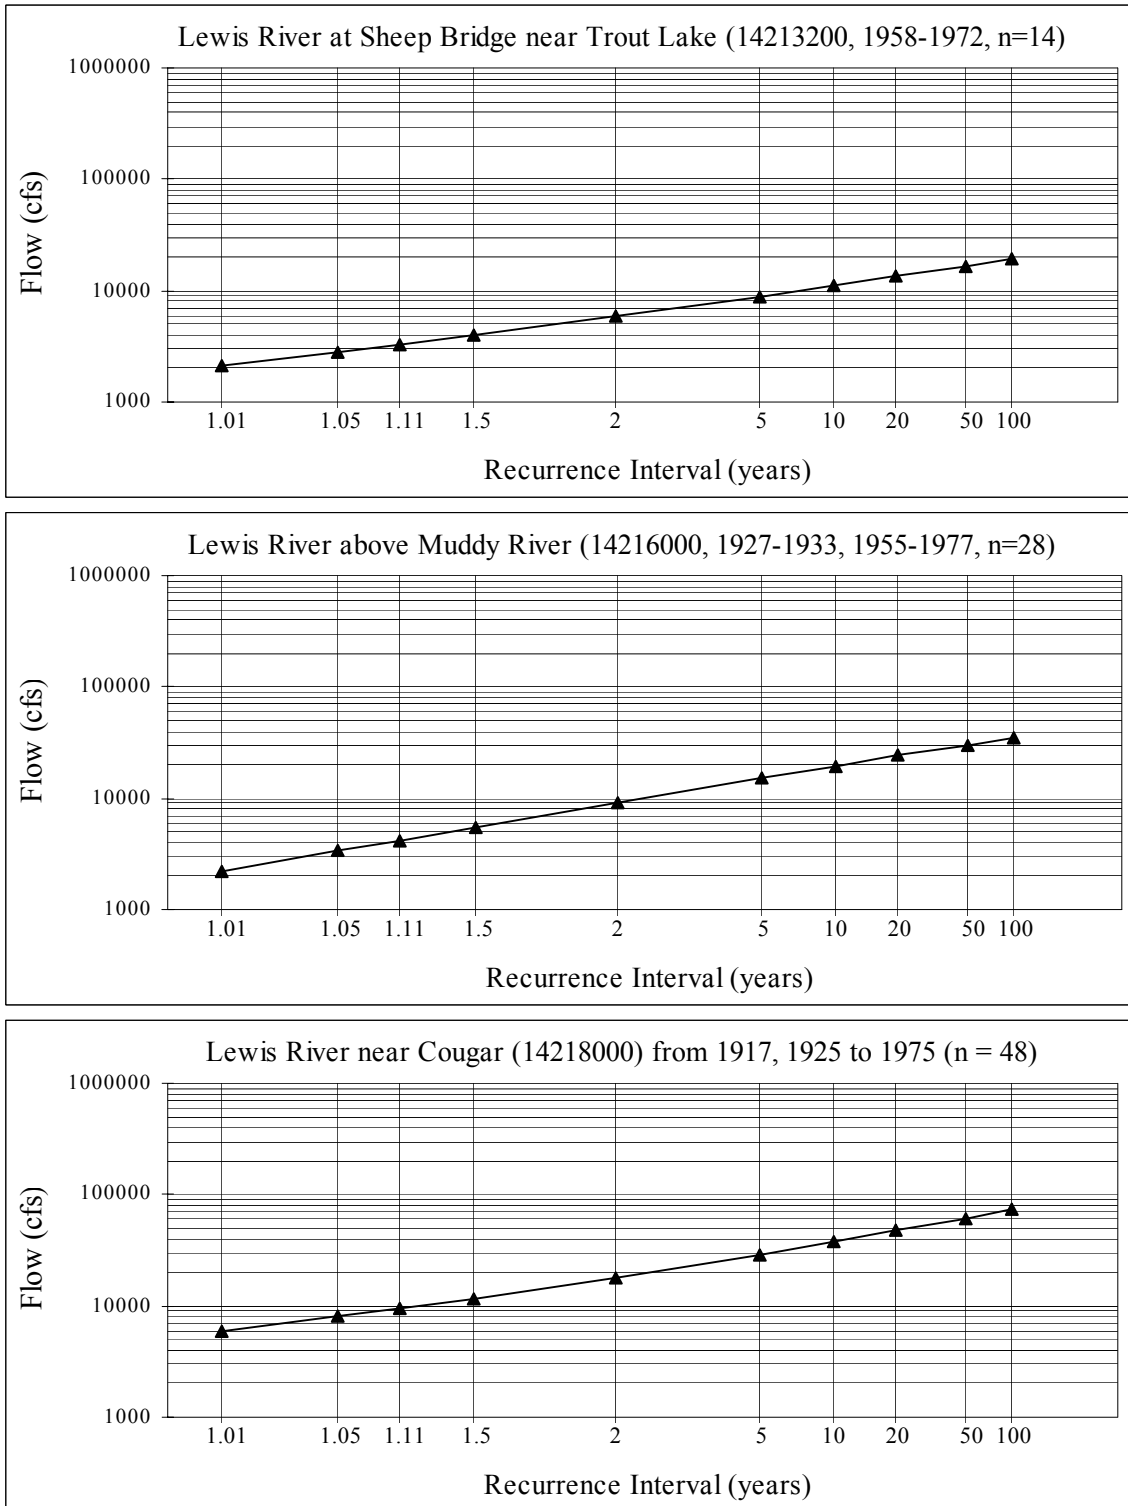 Lewis River at Sheep Bridge near Trout Lake (14213200, 1958-1972, n=14)
1000000
100000
10000
1000
Flow (cfs)
1.01 1.05 1.11 1.5 2 5 10 20 50 100
Recurrence Interval (years)
Lewis River above Muddy River (14216000, 1927-1933, 1955-1977, n=28)
1000000
100000
10000
1000
Flow (cfs)
1.01 1.05 1.11 1.5 2 5 10 20 50 100
Recurrence Interval (years)
Lewis River near Cougar (14218000) from 1917, 1925 to 1975 (n = 48)
1000000
100000
10000
1000
Flow (cfs)
1.01 1.05 1.11 1.5 2 5 10 20 50 100
Recurrence Interval (years)